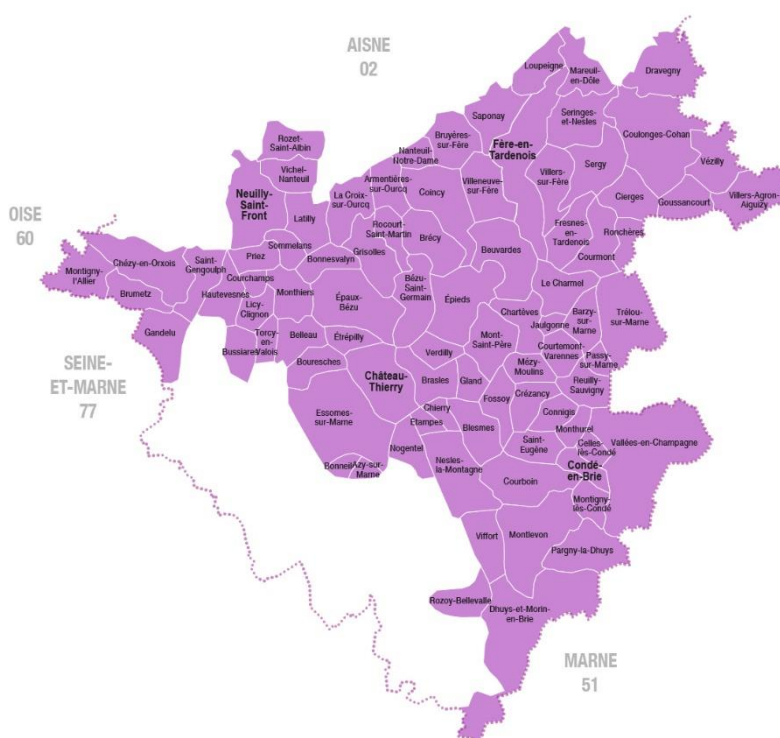 AISNE
02
Loupeigne
Mareuil-
en-Dôle
Dravegny
Saponay
Seringes-
et-Nesles
Rozet-
Saint-Albin
Bruyères-
sur-Fère
Fère-en-
Tardenois
Coulonges-Cohan
Nanteuil-
Notre-Dame
Vichel-
Nanteuil
Armentières-
sur-Ourcq
Villeneuve-
sur-Fère
Villers-
sur-Fère
Sergy
Vézilly
Neuilly-
Saint-
Front
La Croix-
sur-Ourcq
Coincy
Cierges
Goussancourt
Villers-Agron-
Aiguizy
OISE
60
Latilly
Rocourt-
Saint-Martin
Fresnes-
en-
Tardenois
Ronchères
Brécy
Sommelans
Grisolles
Beuvardes
Courmont
Chézy-en-Orxois
Saint-
Gengoulph
Priez
Bonnesvalyn
Montigny-
l'Allier
Courchamps
Bézu-
Saint-
Germain
Le Charmel
Brumetz
Hautevesnes
Monthiers
Épaux-
Bézu
Épieds
Trélou-
sur-Marne
Licy-
Clignon
Chartèves
Barzy-
sur-
Marne
Jaulgonne
Gandelu
Torcy-
en-
Valois
Belleau
Étrépilly
Mont-
Saint-Père
Courtemont-
Varennes
SEINE-
ET-MARNE
77
Bussiares
Verdilly
Passy-
sur-Marne
Bouresches
Mézy-
Moulins
Château-
Thierry
Brasles
Gland
Reuilly-
Sauvigny
Fossoy
Crézancy
Essomes-
sur-Marne
Chierry
Connigis
Étampes
Blesmes
Monthurel
Nogentel
Saint-
Eugène
Celles-
lès-Condé
Vallées-en-Champagne
Bonneil
Azy-sur-
Marne
Nesles-
la-Montagne
Condé-
en-Brie
Courboin
Montigny-
lès-Condé
Viffort
Montlevon
Pargny-la-Dhuys
Rozoy-Bellevalle
Dhuys-et-Morin-
en-Brie
MARNE
51